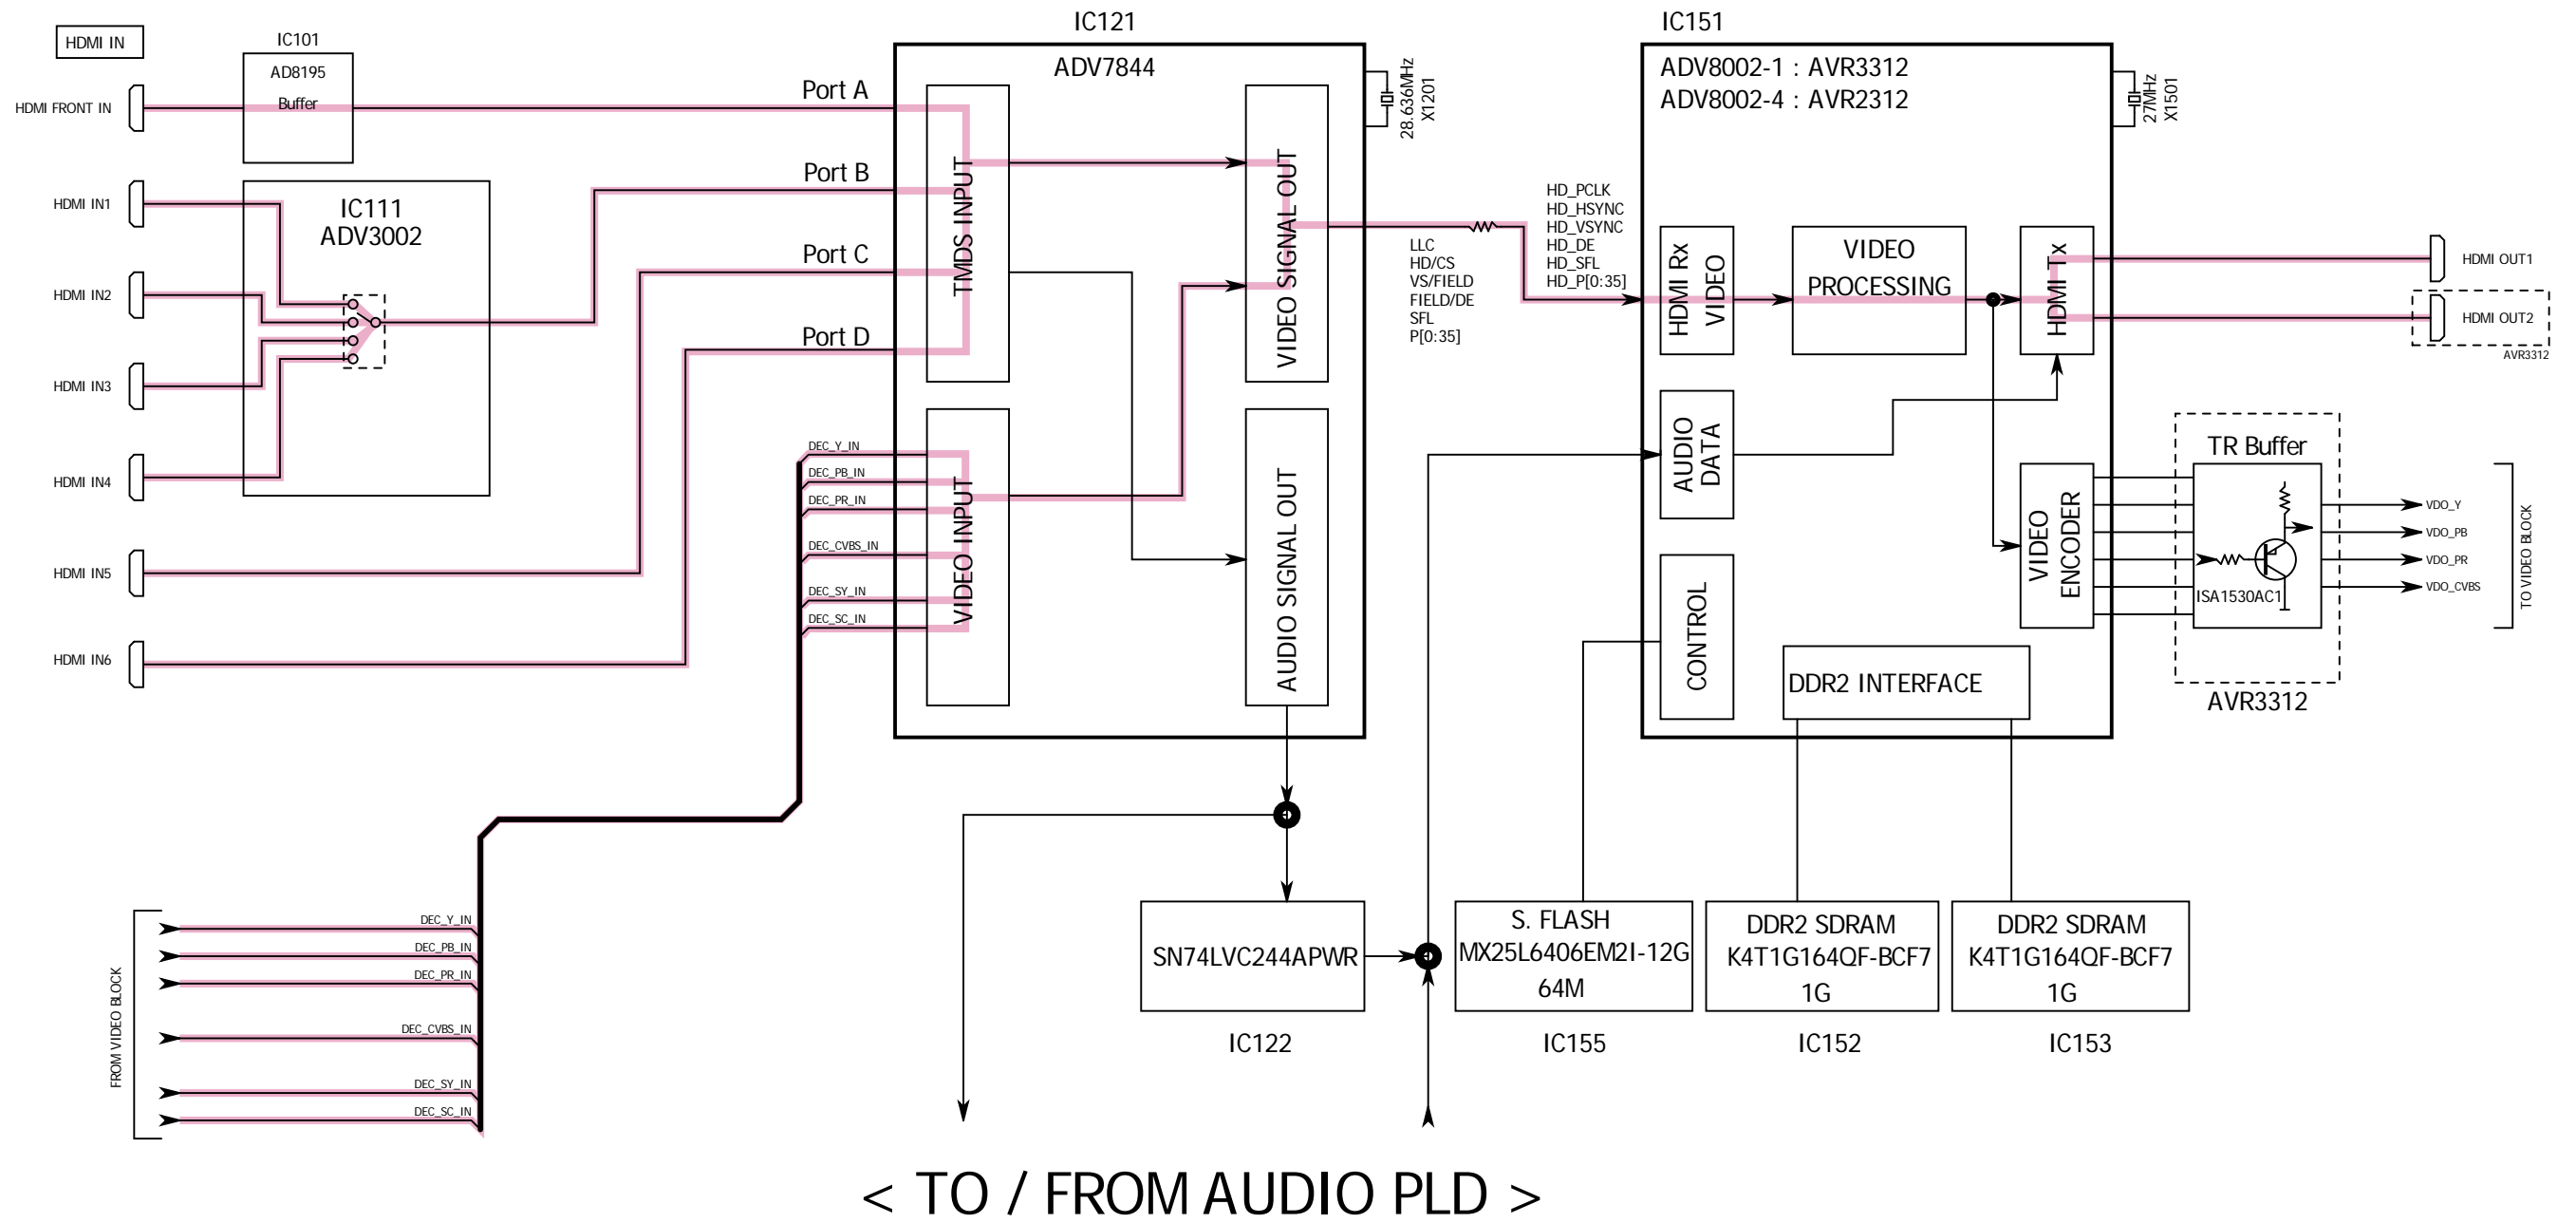 HDMI IN
IC101
AD8195
Buffer
HDMI FRONT IN
HDMI IN1
HDMI IN2
HDMI IN3
HDMI IN4
HDMI IN5
HDMI IN6
IC111
ADV3002
Port A
Port B
Port C
Port D
IC121
ADV7844
TMDS INPUT
VIDEO SIGNAL OUT
VIDEO INPUT
AUDIO SIGNAL OUT
28.636MHz
X1201
DEC_Y_IN
DEC_PB_IN
DEC_PR_IN
DEC_CVBS_IN
DEC_SY_IN
DEC_SC_IN
LLC
HD/CS
VS/FIELD
FIELD/DE
SFL
P[0:35]
HD_PCLK
HD_HSYNC
HD_VSYNC
HD_DE
HD_SFL
HD_P[0:35]
IC151
ADV8002-1 : AVR3312
ADV8002-4 : AVR2312
27MHz
X1501
HDMI Rx
VIDEO
VIDEO
PROCESSING
HDMI Tx
AUDIO
DATA
CONTROL
VIDEO
ENCODER
DDR2 INTERFACE
HDMI OUT1
HDMI OUT2
AVR3312
TR Buffer
ISA1530AC1
AVR3312
VDO_Y
VDO_PB
VDO_PR
VDO_CVBS
TO VIDEO BLOCK
FROM VIDEO BLOCK
DEC_Y_IN
DEC_PB_IN
DEC_PR_IN
DEC_CVBS_IN
DEC_SY_IN
DEC_SC_IN
SN74LVC244APWR
IC122
S. FLASH
MX25L6406EM2I-12G
64M
IC155
DDR2 SDRAM
K4T1G164QF-BCF7
1G
IC152
DDR2 SDRAM
K4T1G164QF-BCF7
1G
IC153
< TO / FROM AUDIO PLD >